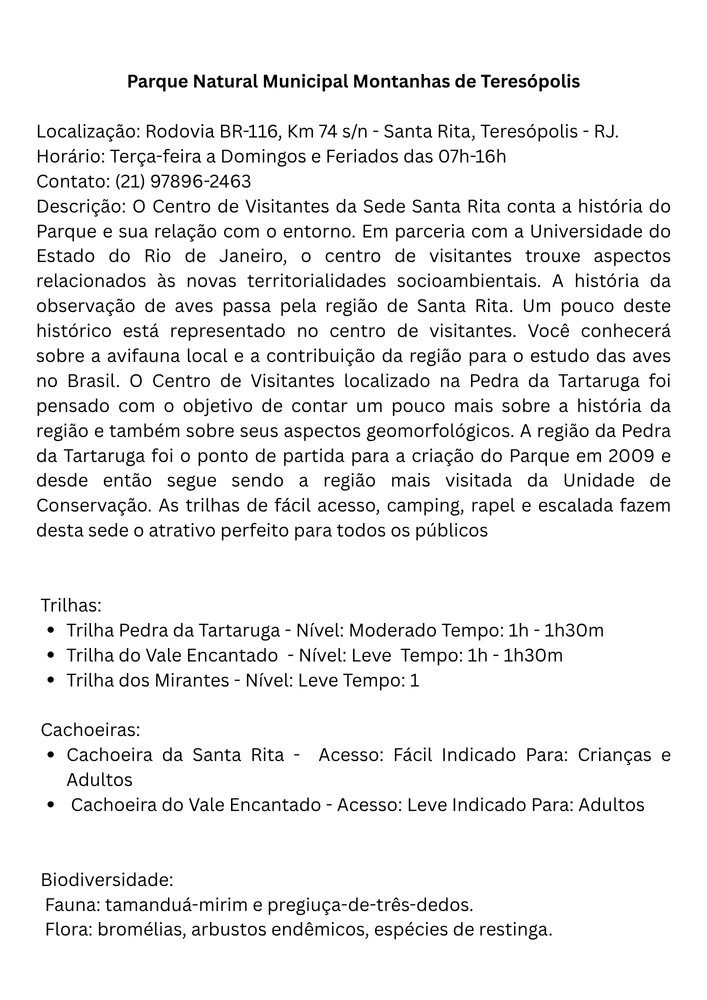 Parque Natural Municipal Montanhas de Teresópolis
Localização: Rodovia BR-116, Km 74 s/n - Santa Rita, Teresópolis - RJ.
Horário: Terça-feira a Domingos e Feriados das 07h-16h
Contato: (21) 97896-2463
Descrição: O Centro de Visitantes da Sede Santa Rita conta a história do
Parque e sua relação com o entorno. Em parceria com a Universidade do
Estado do Rio de Janeiro, o centro de visitantes trouxe aspectos
relacionados às novas territorialidades socioambientais. A história da
observação de aves passa pela região de Santa Rita. Um pouco deste
histórico está representado no centro de visitantes. Você conhecerá
sobre a avifauna local e a contribuição da região para o estudo das aves
no Brasil. O Centro de Visitantes localizado na Pedra da Tartaruga foi
pensado com o objetivo de contar um pouco mais sobre a história da
região e também sobre seus aspectos geomorfológicos. A região da Pedra
da Tartaruga foi o ponto de partida para a criação do Parque em 2009 e
desde então segue sendo a região mais visitada da Unidade de
Conservação. As trilhas de fácil acesso, camping, rapel e escalada fazem
desta sede o atrativo perfeito para todos os públicos
Trilhas:
• Trilha Pedra da Tartaruga - Nível: Moderado Tempo: 1h - 1h30m
• Trilha do Vale Encantado - Nível: Leve Tempo: 1h - 1h30m
• Trilha dos Mirantes - Nível: Leve Tempo: 1
Cachoeiras:
• Cachoeira da Santa Rita - Acesso: Fácil Indicado Para: Crianças e
Adultos
• Cachoeira do Vale Encantado - Acesso: Leve Indicado Para: Adultos
Biodiversidade:
Fauna: tamanduá-mirim e pregiuça-de-três-dedos.
Flora: bromélias, arbustos endêmicos, espécies de restinga.